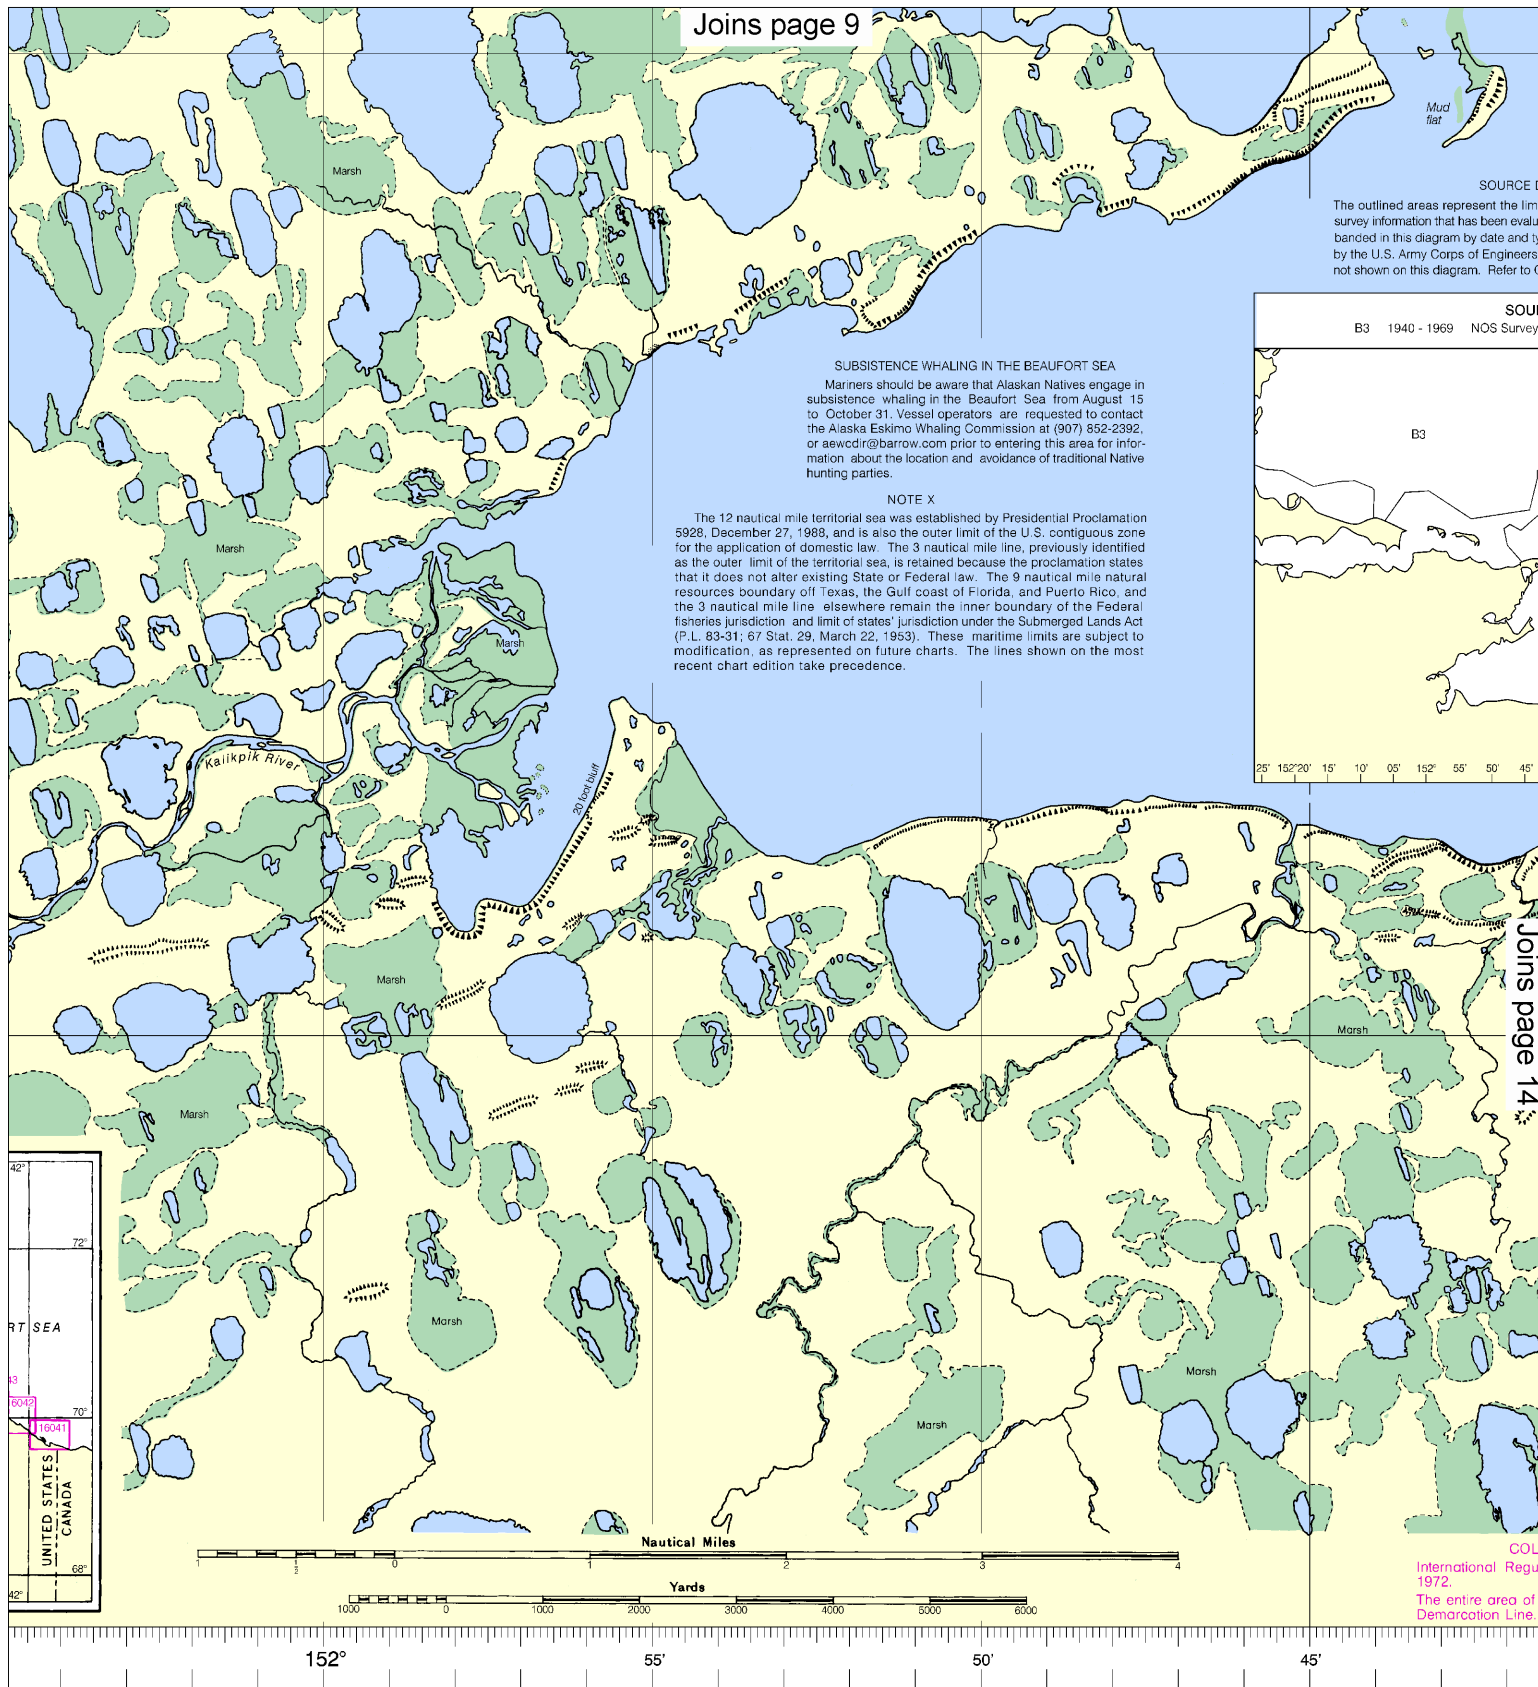 Joins page 9
Mud
flat
Marsh
SOURCE D
The outlined areas represent the lim
survey information that has been evalu
banded in this diagram by date and ty
by the U.S. Army Corps of Engineers
not shown on this diagram. Refer to C
SOU
B3 1940 - 1969 NOS Survey
B3
25' 152°20' 15' 10' 05' 152° 55' 50' 45'
SUBSISTENCE WHALING IN THE BEAUFORT SEA
Mariners should be aware that Alaskan Natives engage in
subsistence whaling in the Beaufort Sea from August 15
to October 31. Vessel operators are requested to contact
the Alaska Eskimo Whaling Commission at (907) 852-2392,
or aewcdir@barrow.com prior to entering this area for infor-
mation about the location and avoidance of traditional Native
hunting parties.
NOTE X
The 12 nautical mile territorial sea was established by Presidential Proclamation
5928, December 27, 1988, and is also the outer limit of the U.S. contiguous zone
for the application of domestic law. The 3 nautical mile line, previously identified
as the outer limit of the territorial sea, is retained because the proclamation states
that it does not alter existing State or Federal law. The 9 nautical mile natural
resources boundary off Texas, the Gulf coast of Florida, and Puerto Rico, and
the 3 nautical mile line elsewhere remain the inner boundary of the Federal
fisheries jurisdiction and limit of states' jurisdiction under the Submerged Lands Act
(P.L. 83-31; 67 Stat. 29, March 22, 1953). These maritime limits are subject to
modification, as represented on future charts. The lines shown on the most
recent chart edition take precedence.
Marsh
Marsh
Kalikpik River
20 foot bluff
Joins page 14
Marsh
Marsh
Marsh
42°
72°
RT SEA
Marsh
Marsh
43
6042
70°
16041
Marsh
UNITED STATES
CANADA
68°
42°
Nautical Miles
1 1/2 0 1 2 3 4
Yards
1000 0 1000 2000 3000 4000 5000 6000
COL
International Regu
1972.
The entire area of
Demarcation Line.
152° 55' 50' 45'